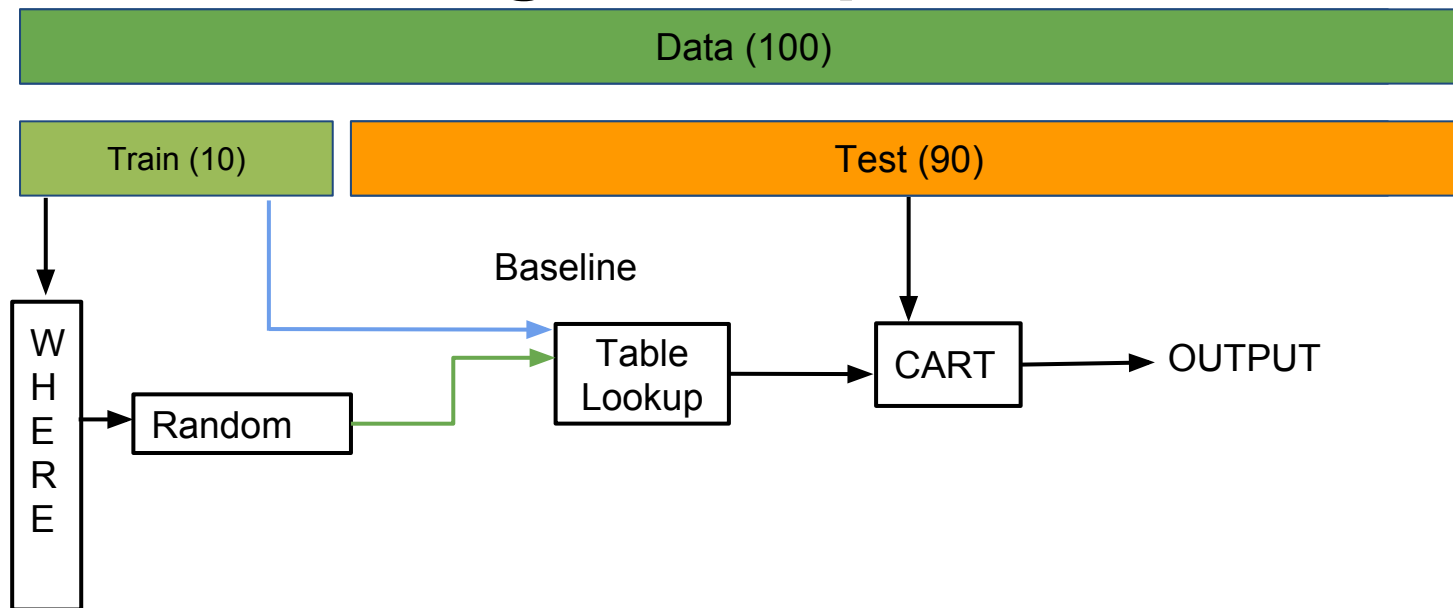 Data (100)
Train (10)
Test (90)
Baseline
W
H
E
R
E
Random
Table
Lookup
CART
OUTPUT